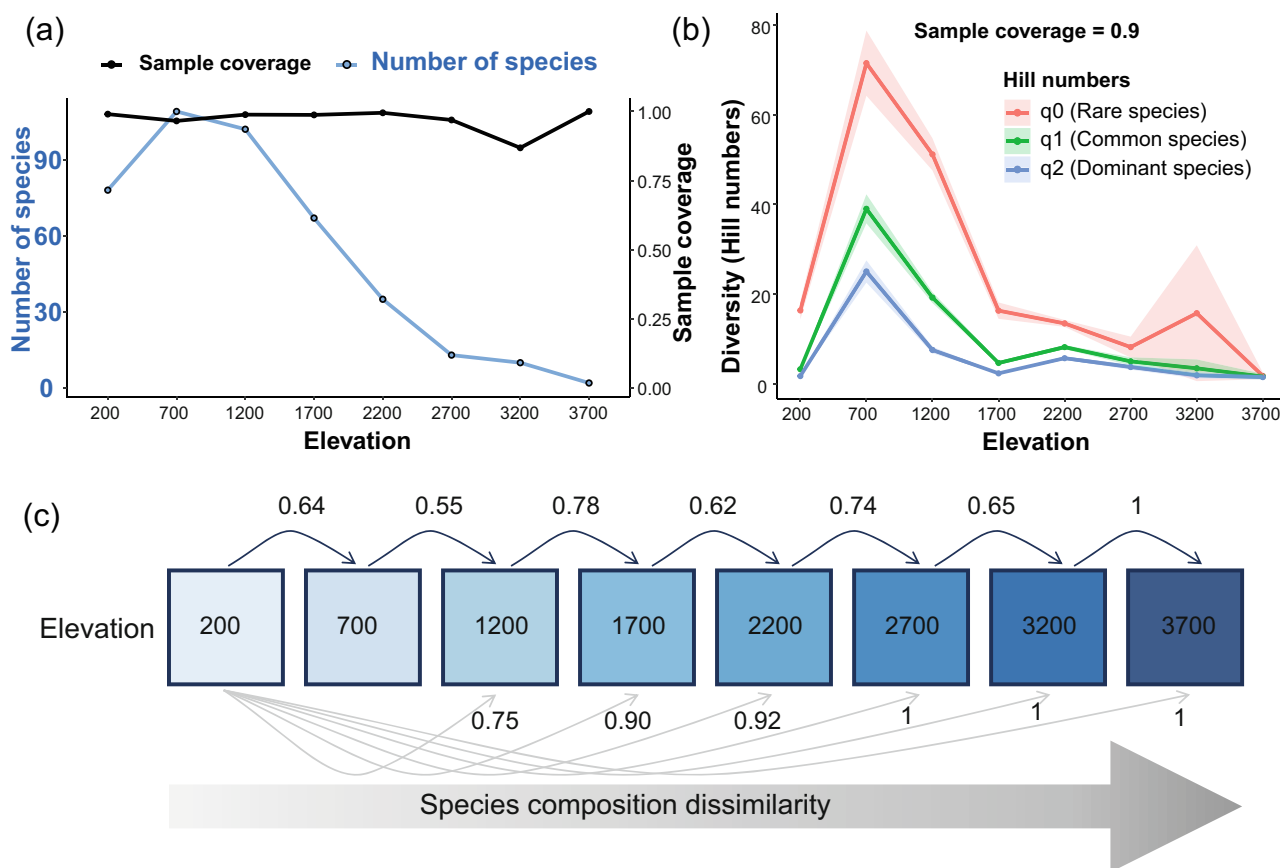 (a)
Sample coverage
Number of species
Number of species
90
60
30
0
1.00
0.75
0.50
0.25
0.00
Sample coverage
200 700 1200 1700 2200 2700 3200 3700
Elevation
(b)
Sample coverage = 0.9
Hill numbers
q0 (Rare species)
q1 (Common species)
q2 (Dominant species)
Diversity (Hill numbers)
80
60
40
20
0
200 700 1200 1700 2200 2700 3200 3700
Elevation
(c)
0.64 0.55 0.78 0.62 0.74 0.65 1
Elevation 200 700 1200 1700 2200 2700 3200 3700
0.75 0.90 0.92 1 1 1
Species composition dissimilarity